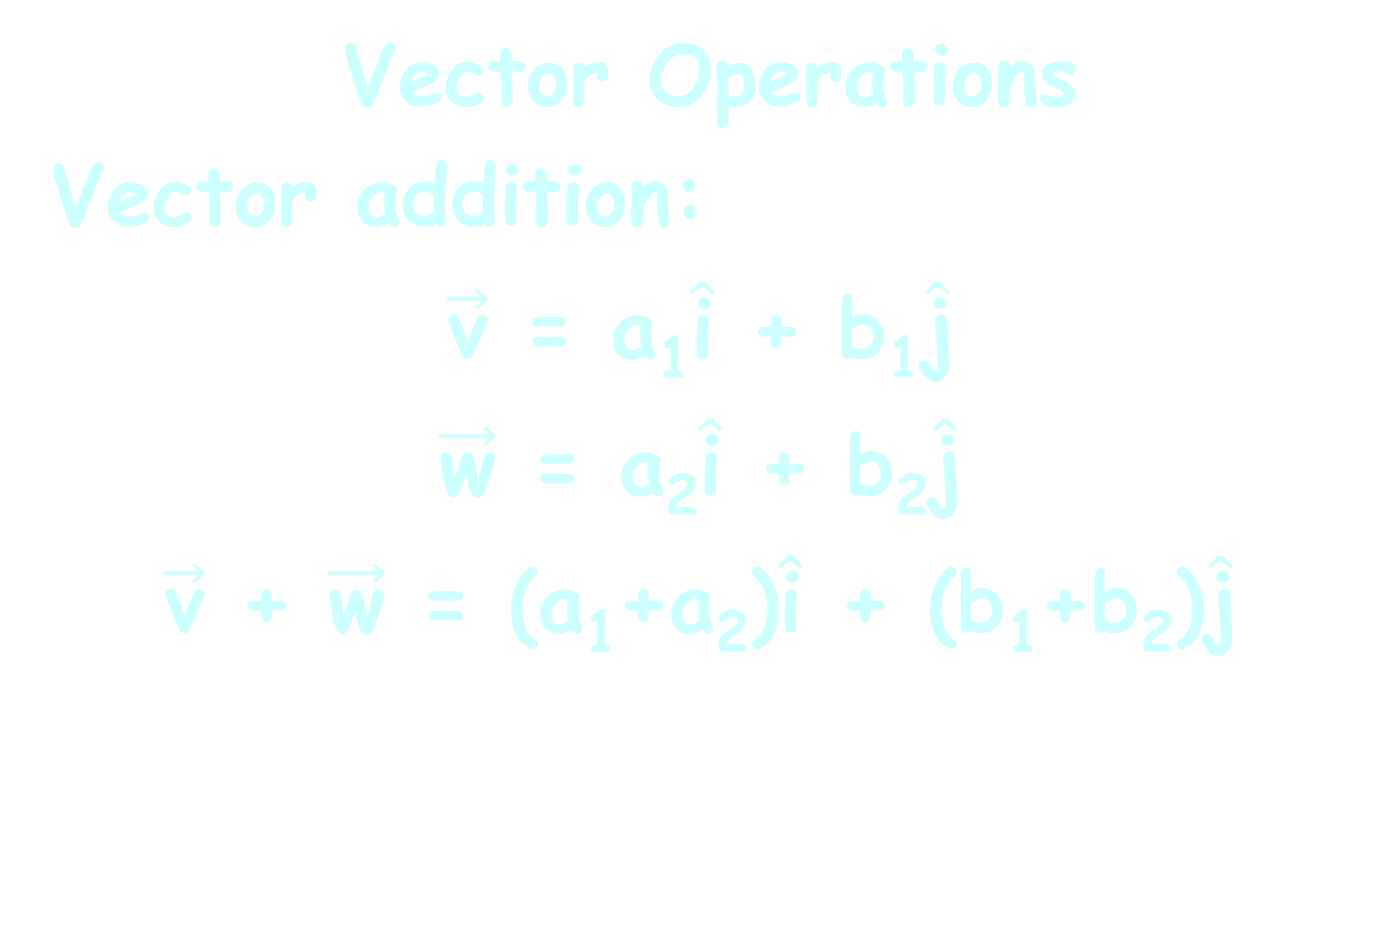 Vector Operations
Vector addition:
v⃗ = a₁î + b₁ĵ
w⃗ = a₂î + b₂ĵ
v⃗ + w⃗ = (a₁+a₂)î + (b₁+b₂)ĵ